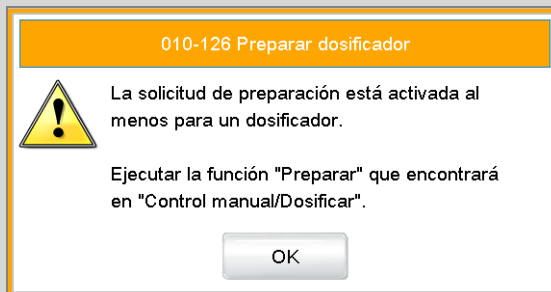 010-126 Preparar dosificador
La solicitud de preparación está activada al
menos para un dosificador.
Ejecutar la función "Preparar" que encontrará
en "Control manual/Dosificar".
OK